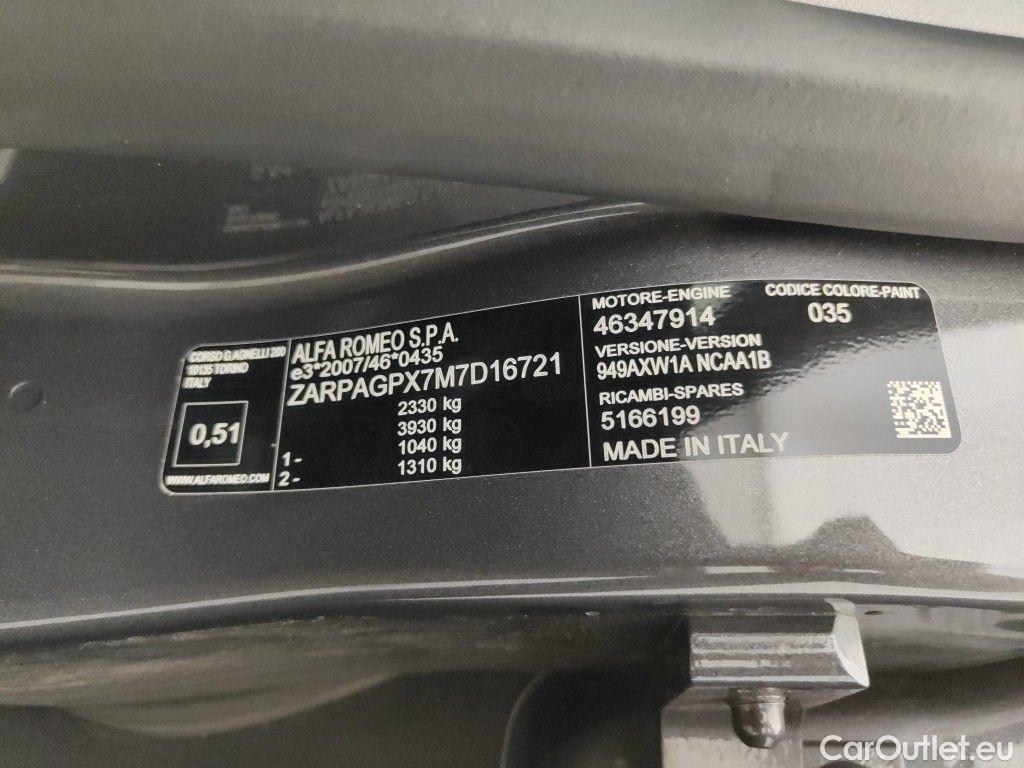 CORSO G.AGNELLI 200
10135 TORINO
ITALY
0,51
WWW.ALFAROMEO.COM
ALFA ROMEO S.P.A.
e3*2007/46*0435
ZARPAGPX7M7D16721
2330 kg
3930 kg
1- 1040 kg
2- 1310 kg
MOTORE-ENGINE
46347914
CODICE COLORE-PAINT
035
VERSIONE-VERSION
949AXW1A NCAA1B
RICAMBI-SPARES
5166199
MADE IN ITALY
CarOutlet.eu